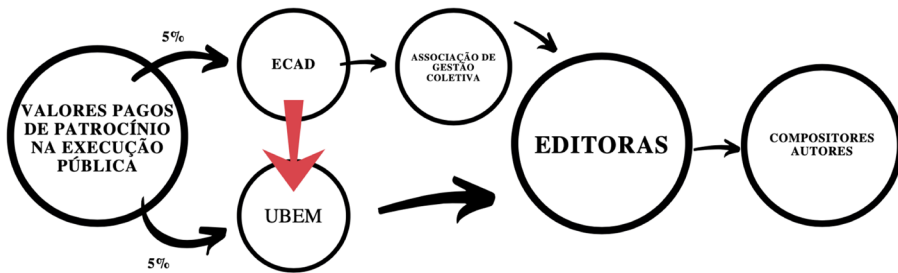 5%
ECAD
ASSOCIAÇÃO DE
GESTÃO
COLETIVA
VALORES PAGOS
DE PATROCÍNIO
NA EXECUÇÃO
PÚBLICA
EDITORAS
COMPOSITORES
AUTORES
UBEM
5%